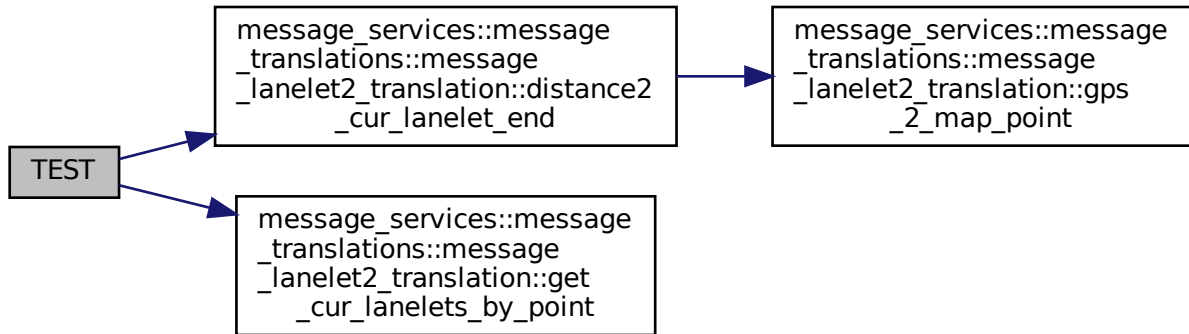 message_services::message
_translations::message
_lanelet2_translation::distance2
_cur_lanelet_end
message_services::message
_translations::message
_lanelet2_translation::gps
_2_map_point
TEST
message_services::message
_translations::message
_lanelet2_translation::get
_cur_lanelets_by_point